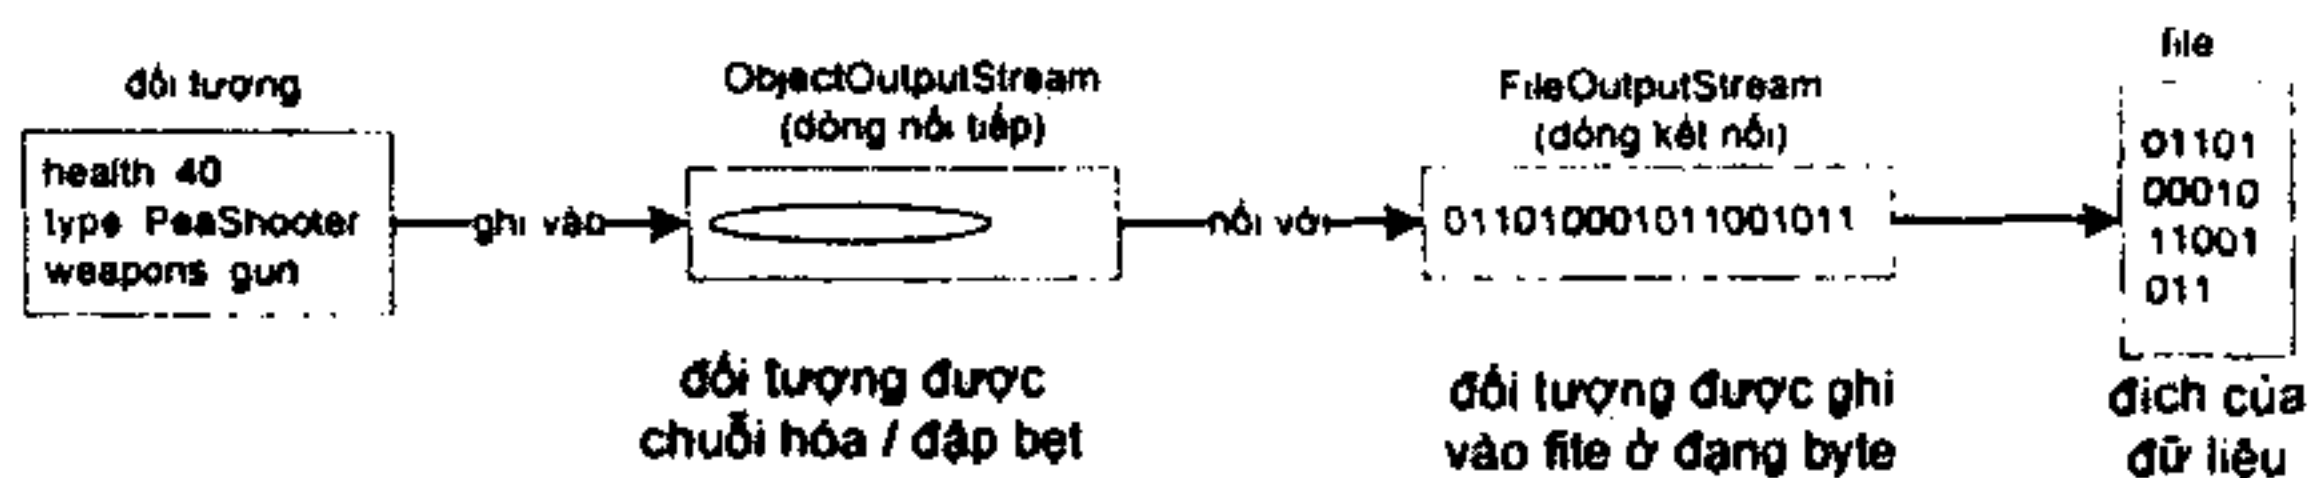 đối tượng
health 40
type PeaShooter
weapons gun
ghi vào
ObjectOutputStream
(dòng nối tiếp)
đối tượng được
chuỗi hóa / đập bẹt
nối với
FileOutputStream
(dòng kết nối)
011010001011001011
đối tượng được ghi
vào file ở dạng byte
file
01101
00010
11001
011
đích của
dữ liệu